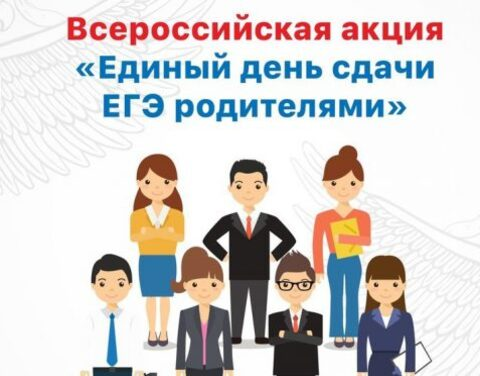 Всероссийская акция
«Единый день сдачи
ЕГЭ родителями»